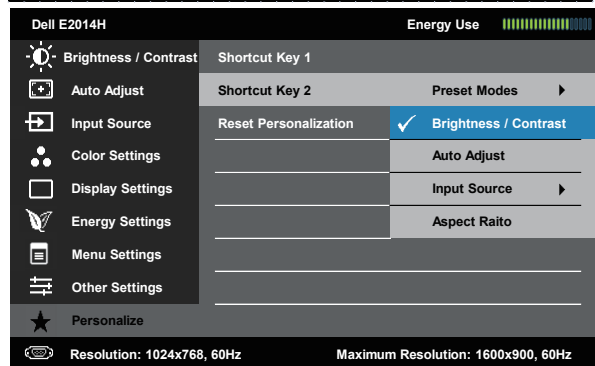 Dell E2014H Energy Use
Brightness / Contrast Shortcut Key 1
Auto Adjust Shortcut Key 2 Preset Modes
Input Source Reset Personalization Brightness / Contrast
Color Settings Auto Adjust
Display Settings Input Source
Energy Settings Aspect Raito
Menu Settings
Other Settings
Personalize
Resolution: 1024x768, 60Hz Maximum Resolution: 1600x900, 60Hz